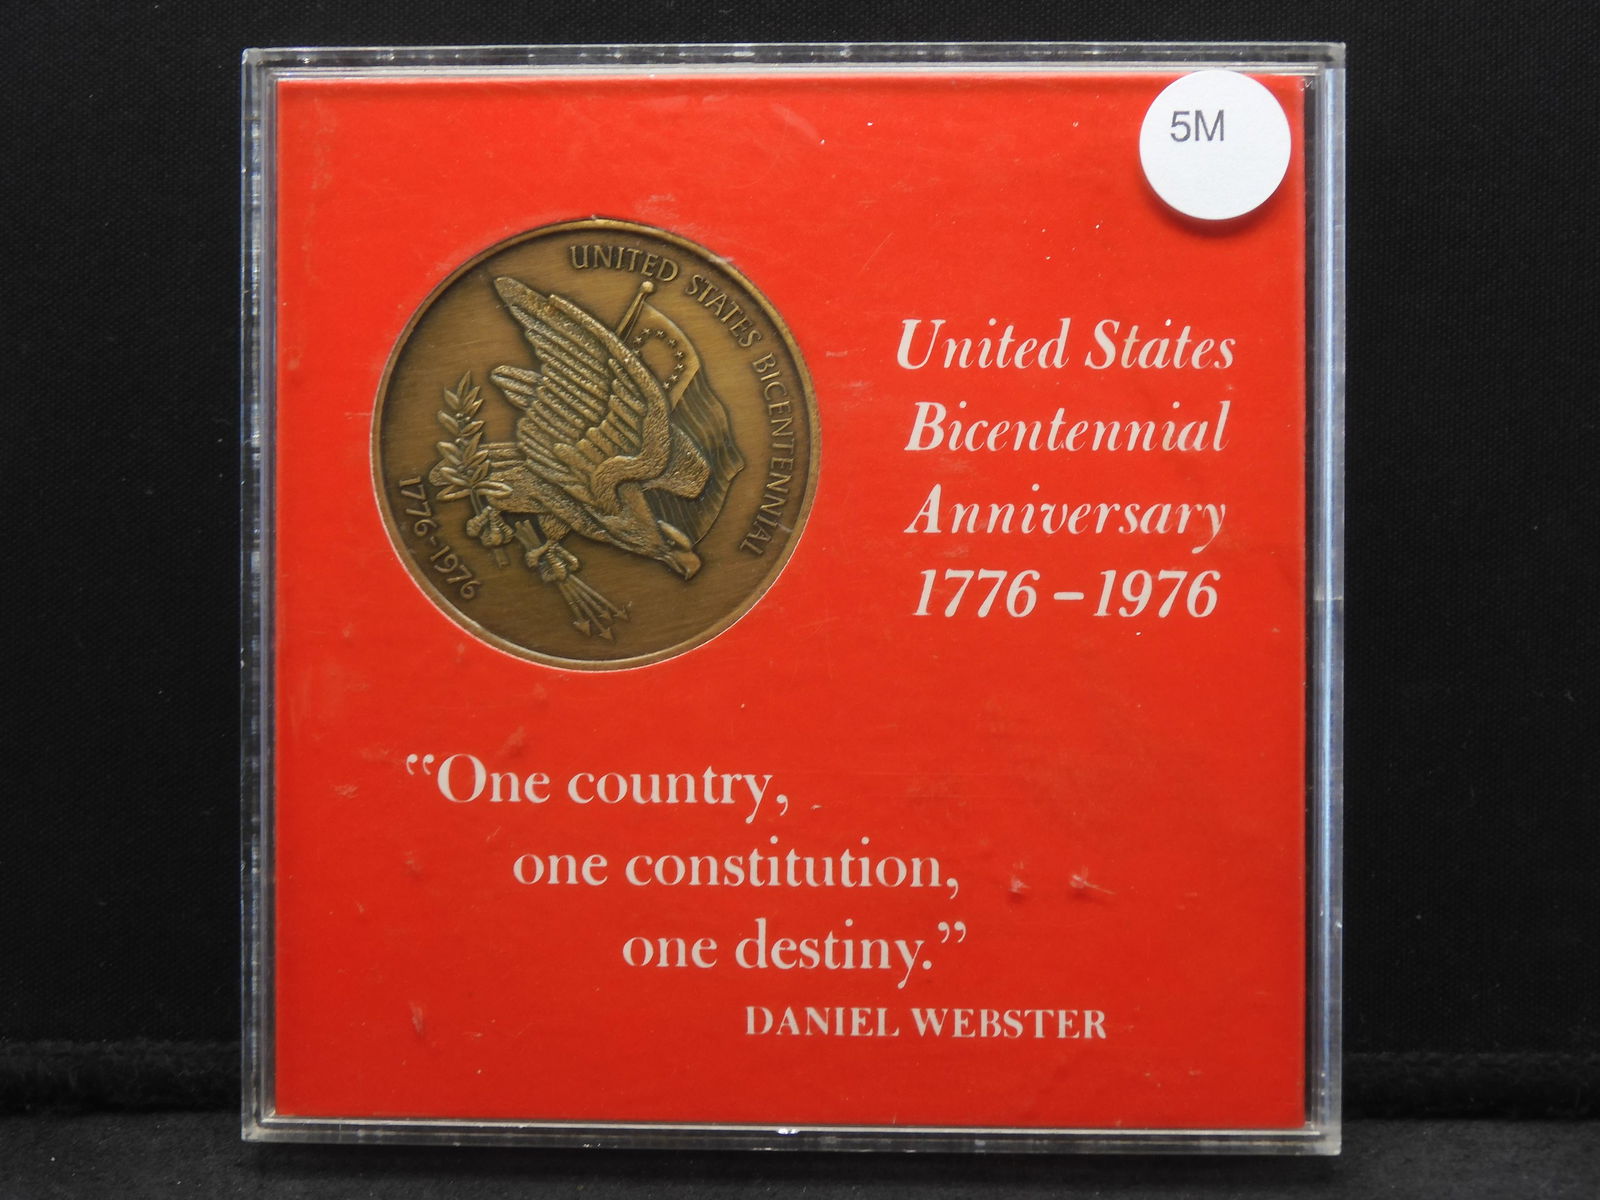 5M
UNITED STATES BICENTENNIAL
1776-1976
United States
Bicentennial
Anniversary
1776–1976
“One country,
one constitution,
one destiny.”
DANIEL WEBSTER